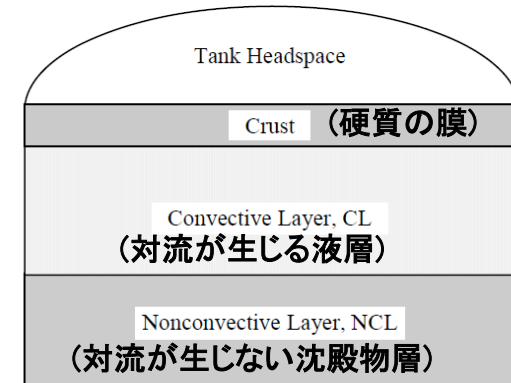 Tank Headspace
Crust (硬質の膜)
Convective Layer, CL
(対流が生じる液層)
Nonconvective Layer, NCL
(対流が生じない沈殿物層)